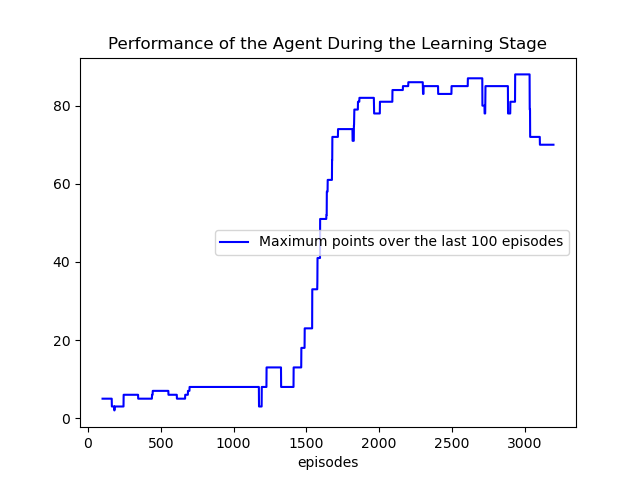 Performance of the Agent During the Learning Stage
80
60
40
20
0
Maximum points over the last 100 episodes
0 500 1000 1500 2000 2500 3000
episodes